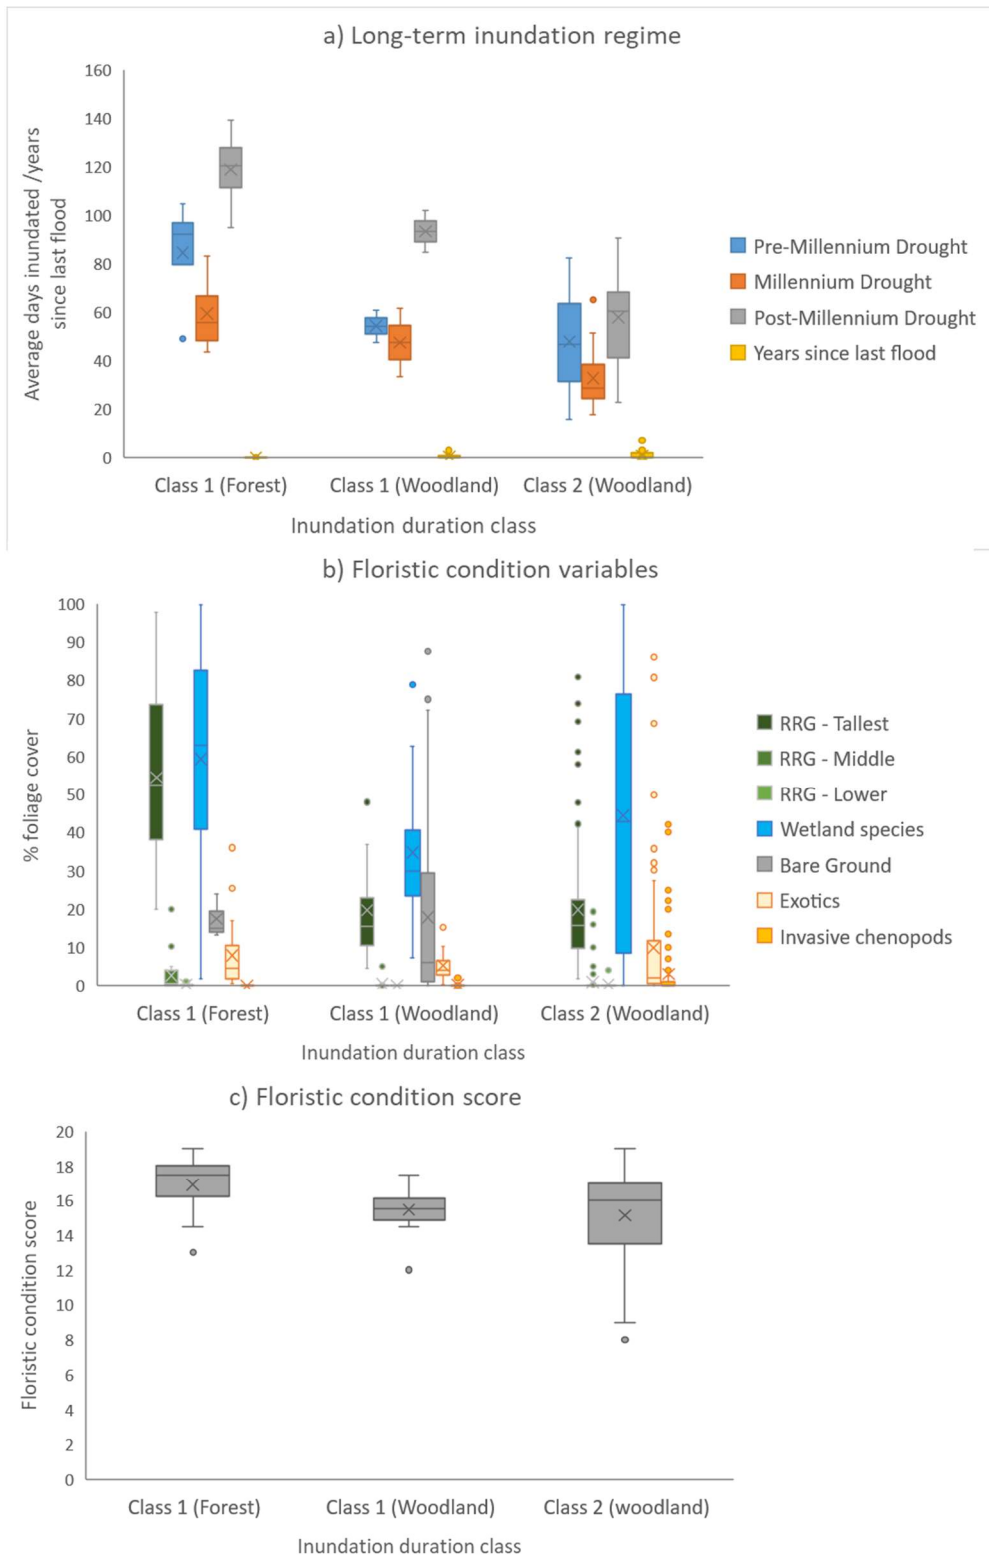 a) Long-term inundation regime
Average days inundated /years
since last flood
160
140
120
100
80
60
40
20
0
Class 1 (Forest)
Class 1 (Woodland)
Class 2 (Woodland)
Inundation duration class
Pre-Millennium Drought
Millennium Drought
Post-Millennium Drought
Years since last flood
b) Floristic condition variables
% foliage cover
100
90
80
70
60
50
40
30
20
10
0
Class 1 (Forest)
Class 1 (Woodland)
Class 2 (Woodland)
Inundation duration class
RRG - Tallest
RRG - Middle
RRG - Lower
Wetland species
Bare Ground
Exotics
Invasive chenopods
c) Floristic condition score
Floristic condition score
20
18
16
14
12
10
8
6
4
2
0
Class 1 (Forest)
Class 1 (Woodland)
Class 2 (woodland)
Inundation duration class